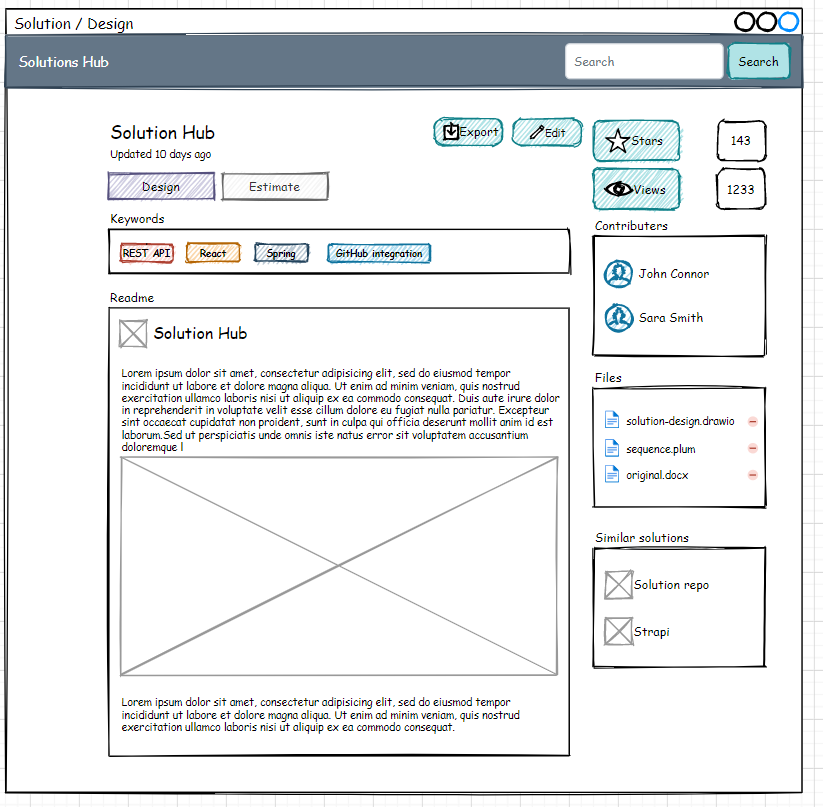 Solution / Design
Solutions Hub
Search
Search
Solution Hub
Updated 10 days ago
Export
Edit
Stars
143
Views
1233
Design
Estimate
Keywords
REST API
React
Spring
GitHub integration
Readme
Solution Hub
Lorem ipsum dolor sit amet, consectetur adipisicing elit, sed do eiusmod tempor
incididunt ut labore et dolore magna aliqua. Ut enim ad minim veniam, quis nostrud
exercitation ullamco laboris nisi ut aliquip ex ea commodo consequat. Duis aute irure dolor
in reprehenderit in voluptate velit esse cillum dolore eu fugiat nulla pariatur. Excepteur
sint occaecat cupidatat non proident, sunt in culpa qui officia deserunt mollit anim id est
laborum.Sed ut perspiciatis unde omnis iste natus error sit voluptatem accusantium
doloremque l
Lorem ipsum dolor sit amet, consectetur adipisicing elit, sed do eiusmod tempor
incididunt ut labore et dolore magna aliqua. Ut enim ad minim veniam, quis nostrud
exercitation ullamco laboris nisi ut aliquip ex ea commodo consequat.
Contributers
John Connor
Sara Smith
Files
solution-design.drawio
sequence.plum
original.docx
Similar solutions
Solution repo
Strapi